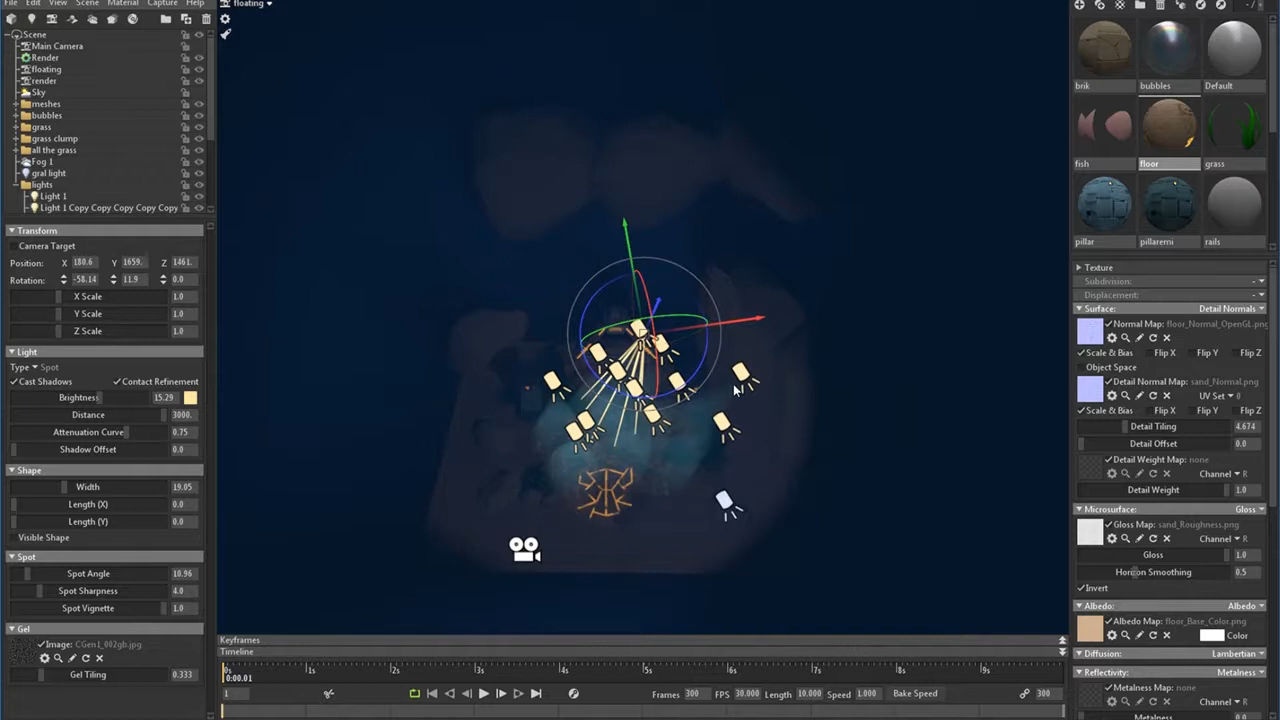 File Edit View Scene Material Capture Help
Scene
Main Camera
Render
floating
render
Sky
meshes
bubbles
grass
grass clump
all the grass
Fog 1
gral light
lights
Light 1
Light 1 Copy Copy Copy Copy Copy
Transform
Camera Target
Position: X 180.6 Y 1659. Z 1461.
Rotation: -58.14 11.9 0.0
X Scale 1.0
Y Scale 1.0
Z Scale 1.0
Light
Type Spot
Cast Shadows Contact Refinement
Brightness 15.29
Distance 3000.
Attenuation Curve 0.75
Shadow Offset 0.0
Shape
Width 19.05
Length (X) 0.0
Length (Y) 0.0
Visible Shape
Spot
Spot Angle 10.96
Spot Sharpness 4.0
Spot Vignette 1.0
Gel
Image: CGen1_002gb.jpg
Gel Tiling 0.333
floating
Keyframes
Timeline
0s 1s 2s 3s 4s 5s 6s 7s 8s 9s
0:00.01
1 Frames 300 FPS 30.000 Length 10.000 Speed 1.000 Bake Speed 300
brik bubbles Default
fish floor grass
pillar pillaremi rails
Texture
Subdivision:
Displacement:
Surface: Detail Normals
Normal Map: floor_Normal_OpenGL.png
Scale & Bias Flip X Flip Y Flip Z
Object Space
Detail Normal Map: sand_Normal.png
UV Set 0
Scale & Bias Flip X Flip Y Flip Z
Detail Tiling 4.674
Detail Offset 0.0
Detail Weight Map: none
Channel R
Detail Weight 1.0
Microsurface: Gloss
Gloss Map: sand_Roughness.png
Channel R
Gloss 1.0
Horizon Smoothing 0.5
Invert
Albedo: Albedo
Albedo Map: floor_Base_Color.png
Color
Diffusion: Lambertian
Reflectivity: Metalness
Metalness Map: none
Channel R
Metalness 0.0